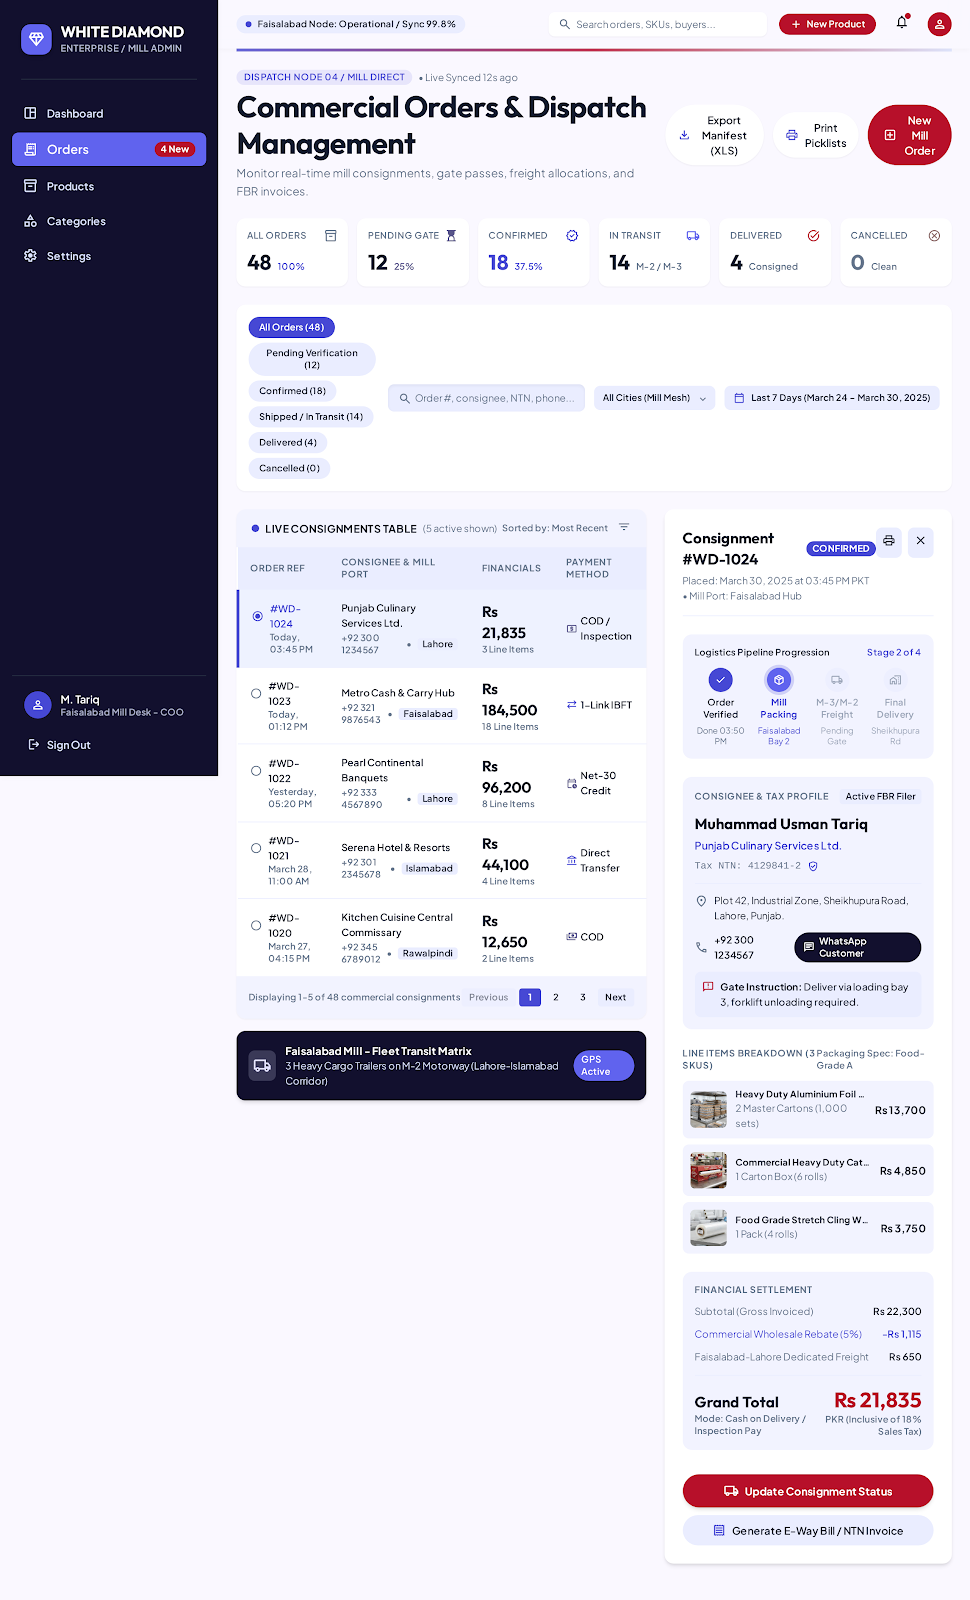 WHITE DIAMOND
ENTERPRISE / MILL ADMIN
Dashboard
Orders
4 New
Products
Categories
Settings
M. Tariq
Faisalabad Mill Desk – COO
Sign Out
Faisalabad Node: Operational / Sync 99.8%
Search orders, SKUs, buyers...
New Product
DISPATCH NODE 04 / MILL DIRECT
• Live Synced 12s ago
Commercial Orders & Dispatch
Management
Monitor real-time mill consignments, gate passes, freight allocations, and
FBR invoices.
Export
Manifest
(XLS)
Print
Picklists
New
Mill
Order
ALL ORDERS
48 100%
PENDING GATE
12 25%
CONFIRMED
18 37.5%
IN TRANSIT
14 M-2 / M-3
DELIVERED
4 Consigned
CANCELLED
0 Clean
All Orders (48)
Pending Verification
(12)
Confirmed (18)
Shipped / In Transit (14)
Delivered (4)
Cancelled (0)
Order #, consignee, NTN, phone...
All Cities (Mill Mesh)
Last 7 Days (March 24 – March 30, 2025)
LIVE CONSIGNMENTS TABLE (5 active shown) Sorted by: Most Recent
ORDER REF
CONSIGNEE & MILL
PORT
FINANCIALS
PAYMENT
METHOD
#WD-
1024
Today,
03:45 PM
Punjab Culinary
Services Ltd.
+92 300
1234567
• Lahore
Rs
21,835
3 Line Items
COD /
Inspection
#WD-
1023
Today,
01:12 PM
Metro Cash & Carry Hub
+92 321
9876543
• Faisalabad
Rs
184,500
18 Line Items
1-Link IBFT
#WD-
1022
Yesterday,
05:20 PM
Pearl Continental
Banquets
+92 333
4567890
• Lahore
Rs
96,200
8 Line Items
Net-30
Credit
#WD-
1021
March 28,
11:00 AM
Serena Hotel & Resorts
+92 301
2345678
• Islamabad
Rs
44,100
4 Line Items
Direct
Transfer
#WD-
1020
March 27,
04:15 PM
Kitchen Cuisine Central
Commissary
+92 345
6789012
• Rawalpindi
Rs
12,650
2 Line Items
COD
Displaying 1-5 of 48 commercial consignments
Previous 1 2 3 Next
Faisalabad Mill - Fleet Transit Matrix
3 Heavy Cargo Trailers on M-2 Motorway (Lahore-Islamabad
Corridor)
GPS
Active
Consignment
#WD-1024
CONFIRMED
Placed: March 30, 2025 at 03:45 PM PKT
• Mill Port: Faisalabad Hub
Logistics Pipeline Progression
Stage 2 of 4
Order
Verified
Done 03:50
PM
Mill
Packing
Faisalabad
Bay 2
M-3/M-2
Freight
Pending
Gate
Final
Delivery
Sheikhupura
Rd
CONSIGNEE & TAX PROFILE
Active FBR Filer
Muhammad Usman Tariq
Punjab Culinary Services Ltd.
Tax NTN: 4129841-2
Plot 42, Industrial Zone, Sheikhupura Road,
Lahore, Punjab.
+92 300
1234567
WhatsApp
Customer
Gate Instruction: Deliver via loading bay
3, forklift unloading required.
LINE ITEMS BREAKDOWN (3
SKUS)
Packaging Spec: Food-
Grade A
Heavy Duty Aluminium Foil ...
2 Master Cartons (1,000
sets)
Rs 13,700
Commercial Heavy Duty Cat...
1 Carton Box (6 rolls)
Rs 4,850
Food Grade Stretch Cling W...
1 Pack (4 rolls)
Rs 3,750
FINANCIAL SETTLEMENT
Subtotal (Gross Invoiced) Rs 22,300
Commercial Wholesale Rebate (5%) -Rs 1,115
Faisalabad-Lahore Dedicated Freight Rs 650
Grand Total
Mode: Cash on Delivery /
Inspection Pay
Rs 21,835
PKR (Inclusive of 18%
Sales Tax)
Update Consignment Status
Generate E-Way Bill / NTN Invoice